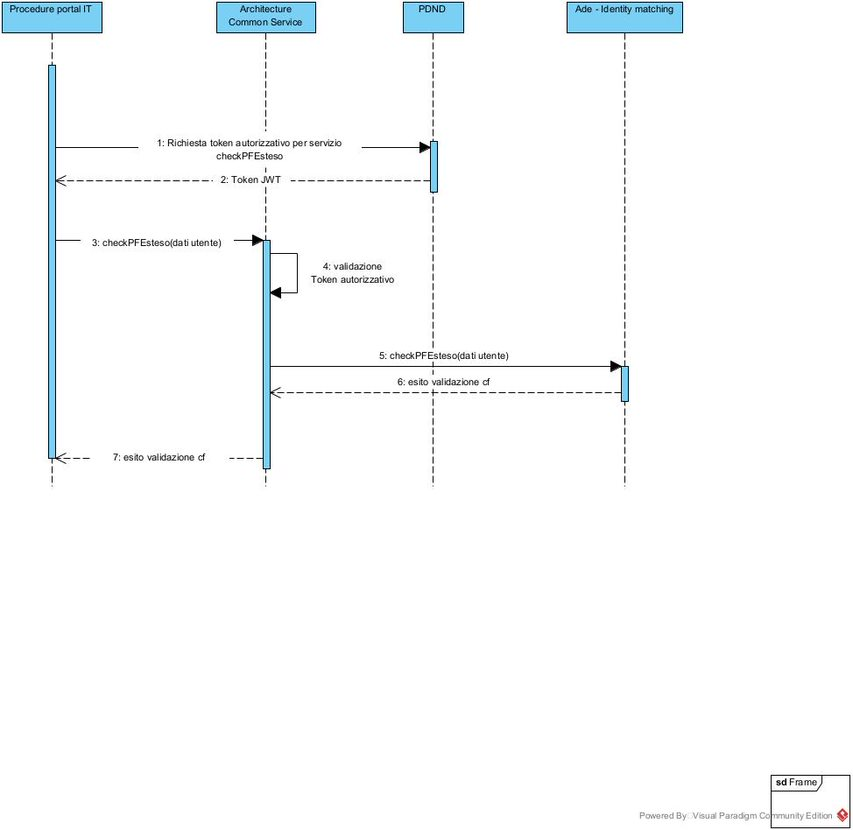 Procedure portal IT
Architecture
Common Service
PDND
Ade - Identity matching
1: Richiesta token autorizzativo per servizio
checkPFEsteso
2: Token JWT
3: checkPFEsteso(dati utente)
4: validazione
Token autorizzativo
5: checkPFEsteso(dati utente)
6: esito validazione cf
7: esito validazione cf
sd Frame
Powered By Visual Paradigm Community Edition